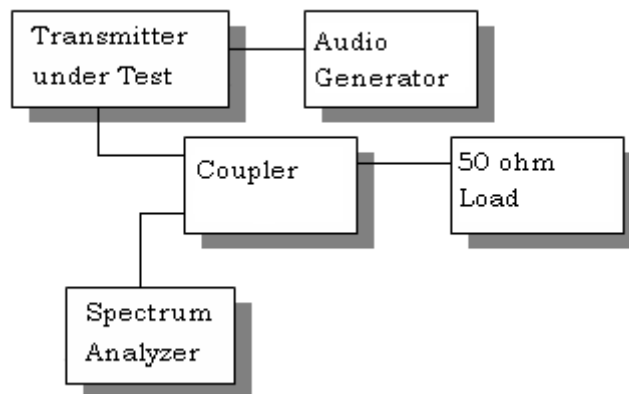 Transmitter
under Test
Audio
Generator
Coupler
50 ohm
Load
Spectrum
Analyzer